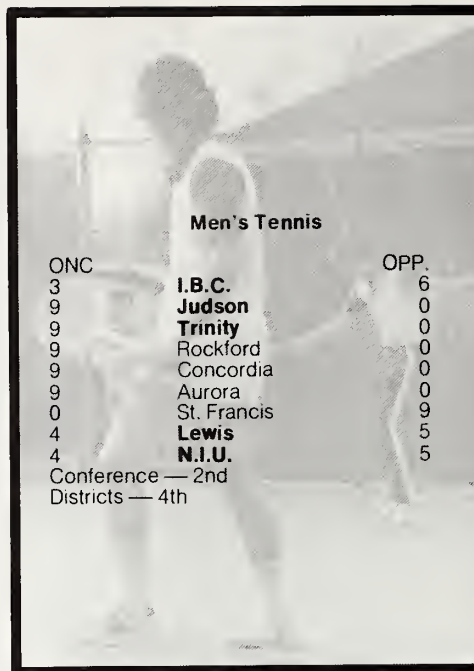 Men's Tennis
ONC OPP.
3 I.B.C. 6
9 Judson 0
9 Trinity 0
9 Rockford 0
9 Concordia 0
9 Aurora 0
0 St. Francis 9
4 Lewis 5
4 N.I.U. 5
Conference — 2nd
Districts — 4th